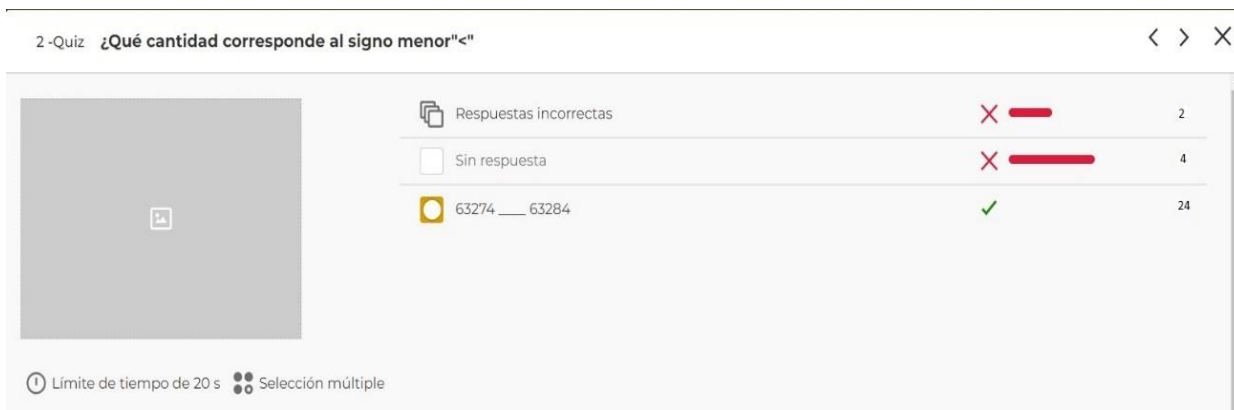 2 -Quiz ¿Qué cantidad corresponde al signo menor"<"
Respuestas incorrectas 2
Sin respuesta 4
63274 ____ 63284 24
Límite de tiempo de 20 s Selección múltiple